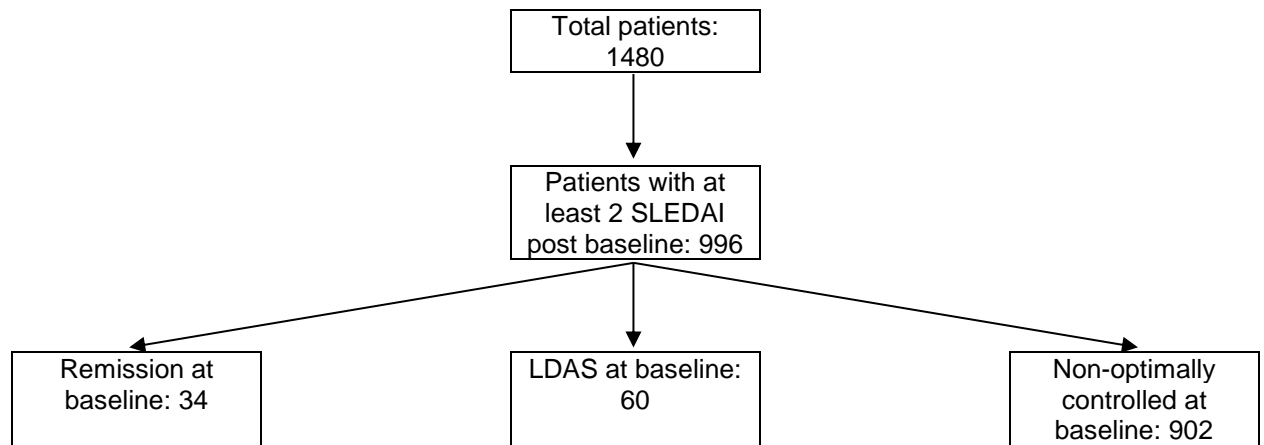 Total patients:
1480
Patients with at
least 2 SLEDAI
post baseline: 996
Remission at
baseline: 34
LDAS at baseline:
60
Non-optimally
controlled at
baseline: 902